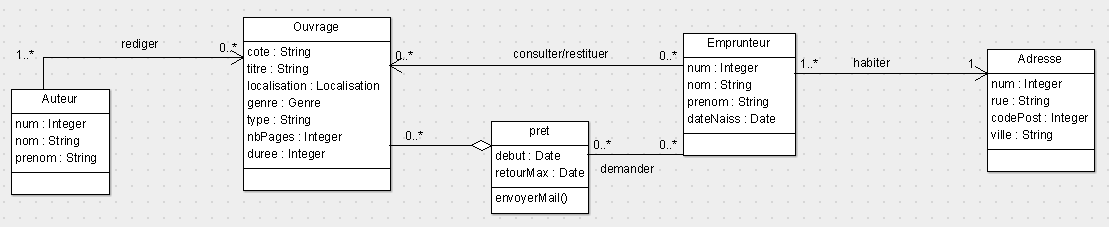 1..*
rediger
0..*
Auteur
num : Integer
nom : String
prenom : String
Ouvrage
cote : String
titre : String
localisation : Localisation
genre : Genre
type : String
nbPages : Integer
duree : Integer
0..*
consulter/restituer
0..*
0..*
pret
debut : Date
retourMax : Date
envoyerMail()
0..*
0..*
demander
Emprunteur
num : Integer
nom : String
prenom : String
dateNaiss : Date
1..*
habiter
1
Adresse
num : Integer
rue : String
codePost : Integer
ville : String